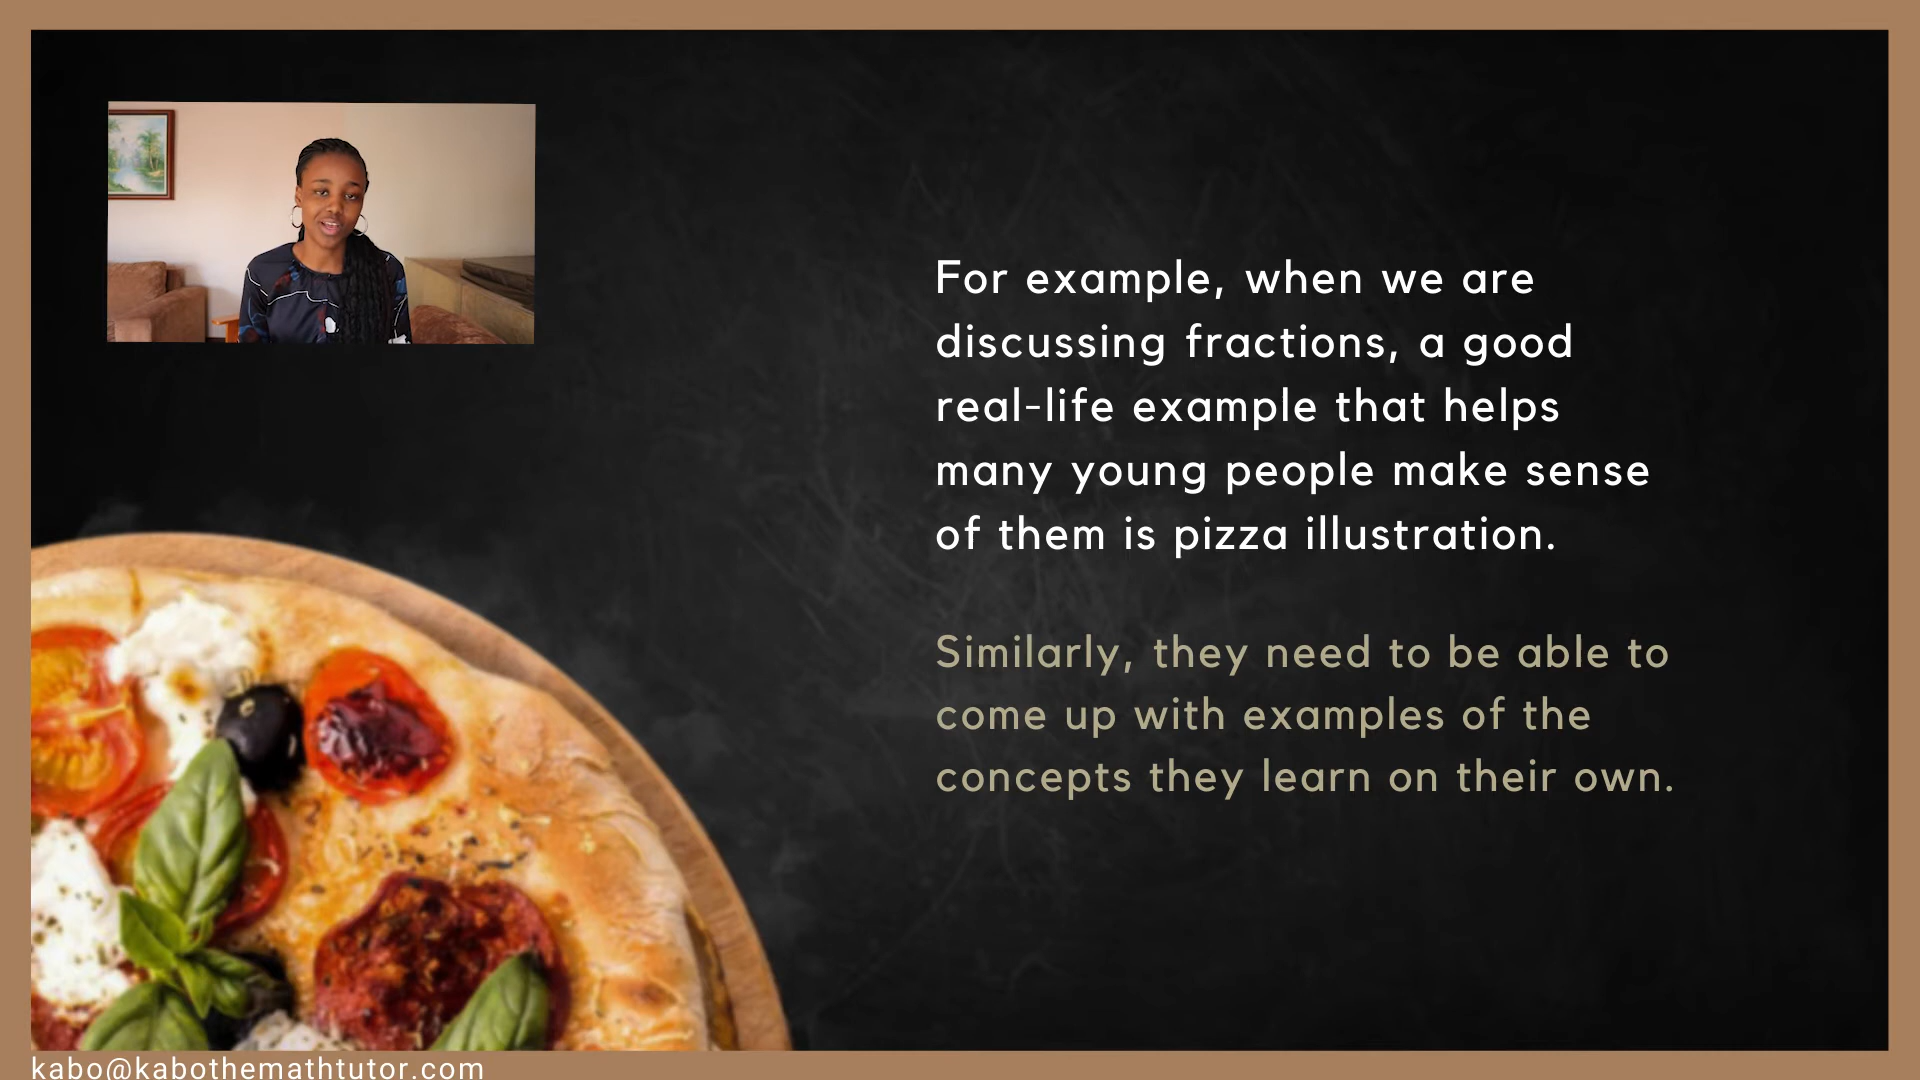 For example, when we are
discussing fractions, a good
real-life example that helps
many young people make sense
of them is pizza illustration.
Similarly, they need to be able to
come up with examples of the
concepts they learn on their own.
kabo@kabothemathtutor.com